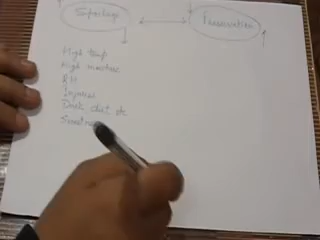 Spoilage
Preservation
High temp
High moisture
RH
Injuries
Dust, dirt etc